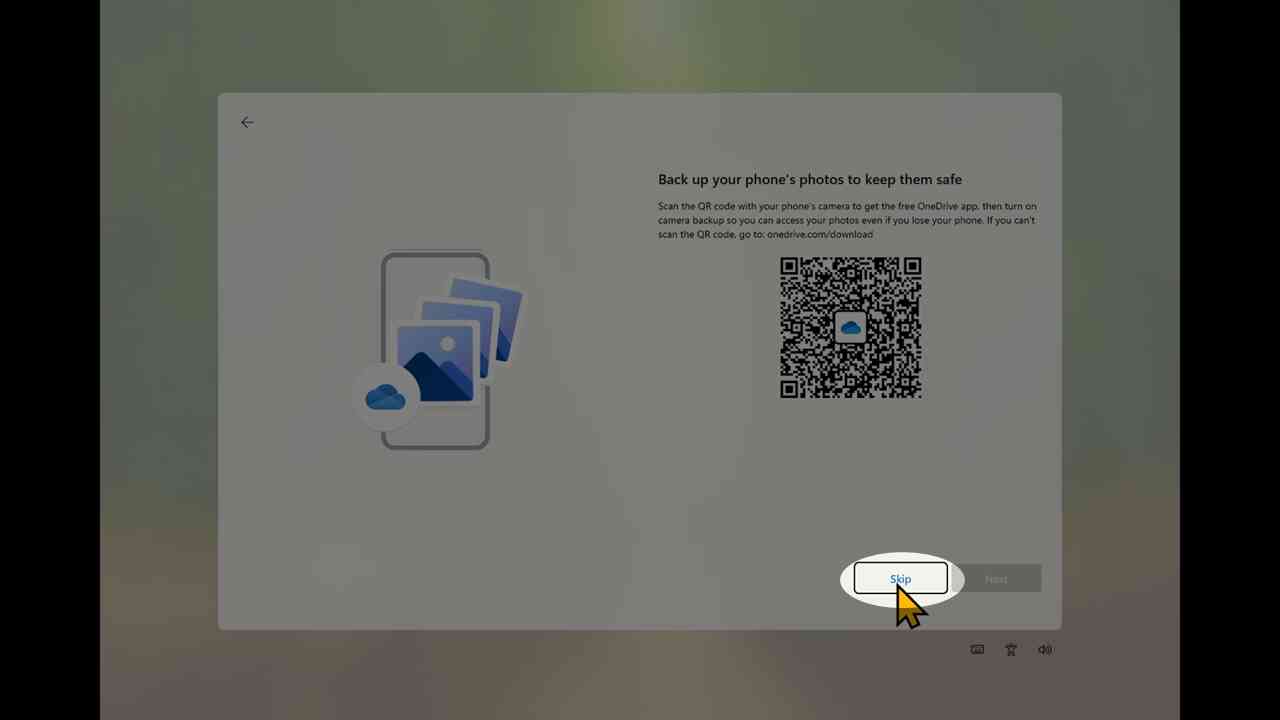 Back up your phone's photos to keep them safe
Scan the QR code with your phone's camera to get the free OneDrive app, then turn on
camera backup so you can access your photos even if you lose your phone. If you can't
scan the QR code, go to: onedrive.com/download
Skip
Next